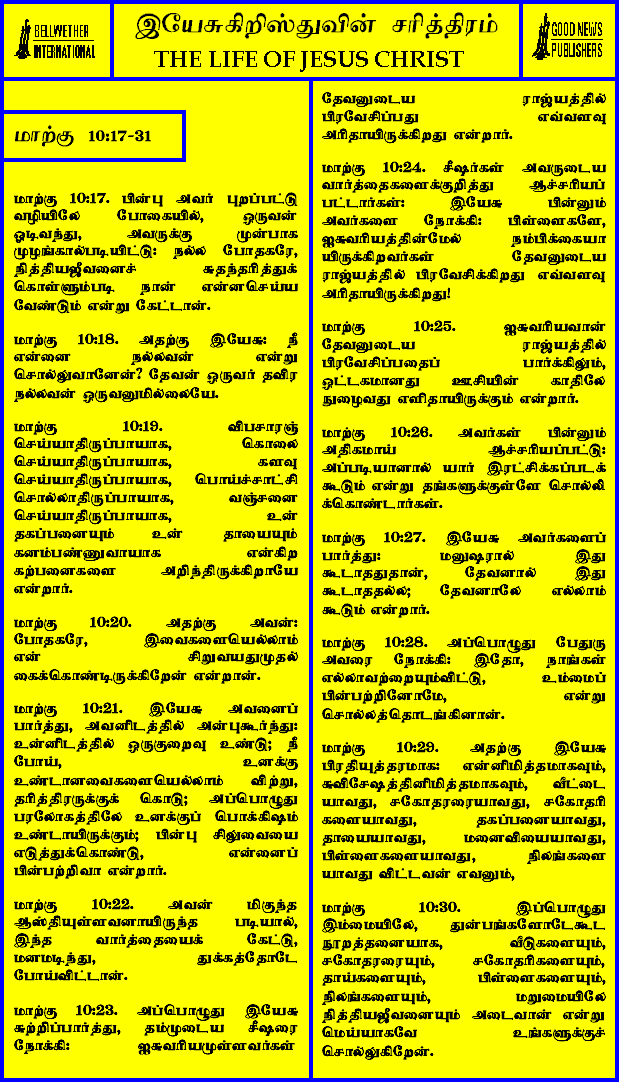 BELLWETHER
INTERNATIONAL
இயேசுகிறிஸ்துவின் சரித்திரம்
THE LIFE OF JESUS CHRIST
GOOD NEWS
PUBLISHERS
மாற்கு 10:17-31
மாற்கு 10:17. பின்பு அவர் புறப்பட்டு
வழியிலே போகையில், ஒருவன்
ஓடிவந்து, அவருக்கு முன்பாக
முழங்கால்படியிட்டு: நல்ல போதகரே,
நித்தியஜீவனைச் சுதந்தரித்துக்
கொள்ளும்படி நான் என்னசெய்ய
வேண்டும் என்று கேட்டான்.
மாற்கு 10:18. அதற்கு இயேசு: நீ
என்னை நல்லவன் என்று
சொல்லுவானேன்? தேவன் ஒருவர் தவிர
நல்லவன் ஒருவனுமில்லையே.
மாற்கு 10:19. விபசாரஞ்
செய்யாதிருப்பாயாக, கொலை
செய்யாதிருப்பாயாக, களவு
செய்யாதிருப்பாயாக, பொய்ச்சாட்சி
சொல்லாதிருப்பாயாக, வஞ்சனை
செய்யாதிருப்பாயாக, உன்
தகப்பனையும் உன் தாயையும்
கனம்பண்ணுவாயாக என்கிற
கற்பனைகளை அறிந்திருக்கிறாயே
என்றார்.
மாற்கு 10:20. அதற்கு அவன்:
போதகரே, இவைகளையெல்லாம்
என் சிறுவயதுமுதல்
கைக்கொண்டிருக்கிறேன் என்றான்.
மாற்கு 10:21. இயேசு அவனைப்
பார்த்து, அவனிடத்தில் அன்புகூர்ந்து:
உன்னிடத்தில் ஒருகுறைவு உண்டு; நீ
போய், உனக்கு
உண்டானவைகளையெல்லாம் விற்று,
தரித்திரருக்குக் கொடு; அப்பொழுது
பரலோகத்திலே உனக்குப் பொக்கிஷம்
உண்டாயிருக்கும்; பின்பு சிலுவையை
எடுத்துக்கொண்டு, என்னைப்
பின்பற்றிவா என்றார்.
மாற்கு 10:22. அவன் மிகுந்த
ஆஸ்தியுள்ளவனாயிருந்த படியால்,
இந்த வார்த்தையைக் கேட்டு,
மனமடிந்து, துக்கத்தோடே
போய்விட்டான்.
மாற்கு 10:23. அப்பொழுது இயேசு
சுற்றிப்பார்த்து, தம்முடைய சீஷரை
நோக்கி: ஐசுவரியமுள்ளவர்கள்
தேவனுடைய ராஜ்யத்தில்
பிரவேசிப்பது எவ்வளவு
அரிதாயிருக்கிறது என்றார்.
மாற்கு 10:24. சீஷர்கள் அவருடைய
வார்த்தைகளைக்குறித்து ஆச்சரியப்
பட்டார்கள்: இயேசு பின்னும்
அவர்களை நோக்கி: பிள்ளைகளே,
ஐசுவரியத்தின்மேல் நம்பிக்கையா
யிருக்கிறவர்கள் தேவனுடைய
ராஜ்யத்தில் பிரவேசிக்கிறது எவ்வளவு
அரிதாயிருக்கிறது!
மாற்கு 10:25. ஐசுவரியவான்
தேவனுடைய ராஜ்யத்தில்
பிரவேசிப்பதைப் பார்க்கிலும்,
ஒட்டகமானது ஊசியின் காதிலே
நுழைவது எளிதாயிருக்கும் என்றார்.
மாற்கு 10:26. அவர்கள் பின்னும்
அதிகமாய் ஆச்சரியப்பட்டு:
அப்படியானால் யார் இரட்சிக்கப்படக்
கூடும் என்று தங்களுக்குள்ளே சொல்லி
க்கொண்டார்கள்.
மாற்கு 10:27. இயேசு அவர்களைப்
பார்த்து: மனுஷரால் இது
கூடாததுதான், தேவனால் இது
கூடாததல்ல; தேவனாலே எல்லாம்
கூடும் என்றார்.
மாற்கு 10:28. அப்பொழுது பேதுரு
அவரை நோக்கி: இதோ, நாங்கள்
எல்லாவற்றையும்விட்டு, உம்மைப்
பின்பற்றினோமே, என்று
சொல்லத்தொடங்கினான்.
மாற்கு 10:29. அதற்கு இயேசு
பிரதியுத்தரமாக: என்னிமித்தமாகவும்,
சுவிசேஷத்தினிமித்தமாகவும், வீட்டை
யாவது, சகோதரரையாவது, சகோதரி
களையாவது, தகப்பனையாவது,
தாயையாவது, மனைவியையாவது,
பிள்ளைகளையாவது, நிலங்களை
யாவது விட்டவன் எவனும்,
மாற்கு 10:30. இப்பொழுது
இம்மையிலே, துன்பங்களோடேகூட
நூறத்தனையாக, வீடுகளையும்,
சகோதரரையும், சகோதரிகளையும்,
தாய்களையும், பிள்ளைகளையும்,
நிலங்களையும், மறுமையிலே
நித்தியஜீவனையும் அடைவான் என்று
மெய்யாகவே உங்களுக்குச்
சொல்லுகிறேன்.